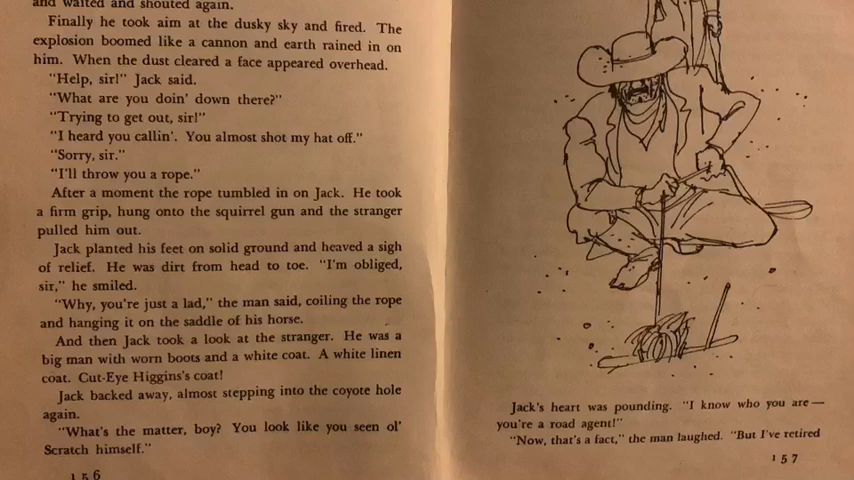 and waited and shouted again.
Finally he took aim at the dusky sky and fired. The
explosion boomed like a cannon and earth rained in on
him. When the dust cleared a face appeared overhead.
"Help, sir!" Jack said.
"What are you doin' down there?"
"Trying to get out, sir!"
"I heard you callin'. You almost shot my hat off."
"Sorry, sir."
"I'll throw you a rope."
After a moment the rope tumbled in on Jack. He took
a firm grip, hung onto the squirrel gun and the stranger
pulled him out.
Jack planted his feet on solid ground and heaved a sigh
of relief. He was dirt from head to toe. "I'm obliged,
sir," he smiled.
"Why, you're just a lad," the man said, coiling the rope
and hanging it on the saddle of his horse.
And then Jack took a look at the stranger. He was a
big man with worn boots and a white coat. A white linen
coat. Cut-Eye Higgins's coat!
Jack backed away, almost stepping into the coyote hole
again.
"What's the matter, boy? You look like you seen ol'
Scratch himself."
156
Jack's heart was pounding. "I know who you are—
you're a road agent!"
"Now, that's a fact," the man laughed. "But I've retired
157